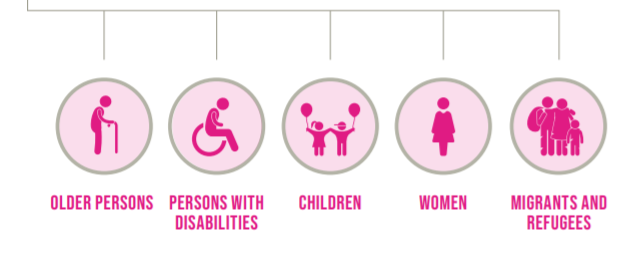 OLDER PERSONS
PERSONS WITH
DISABILITIES
CHILDREN
WOMEN
MIGRANTS AND
REFUGEES